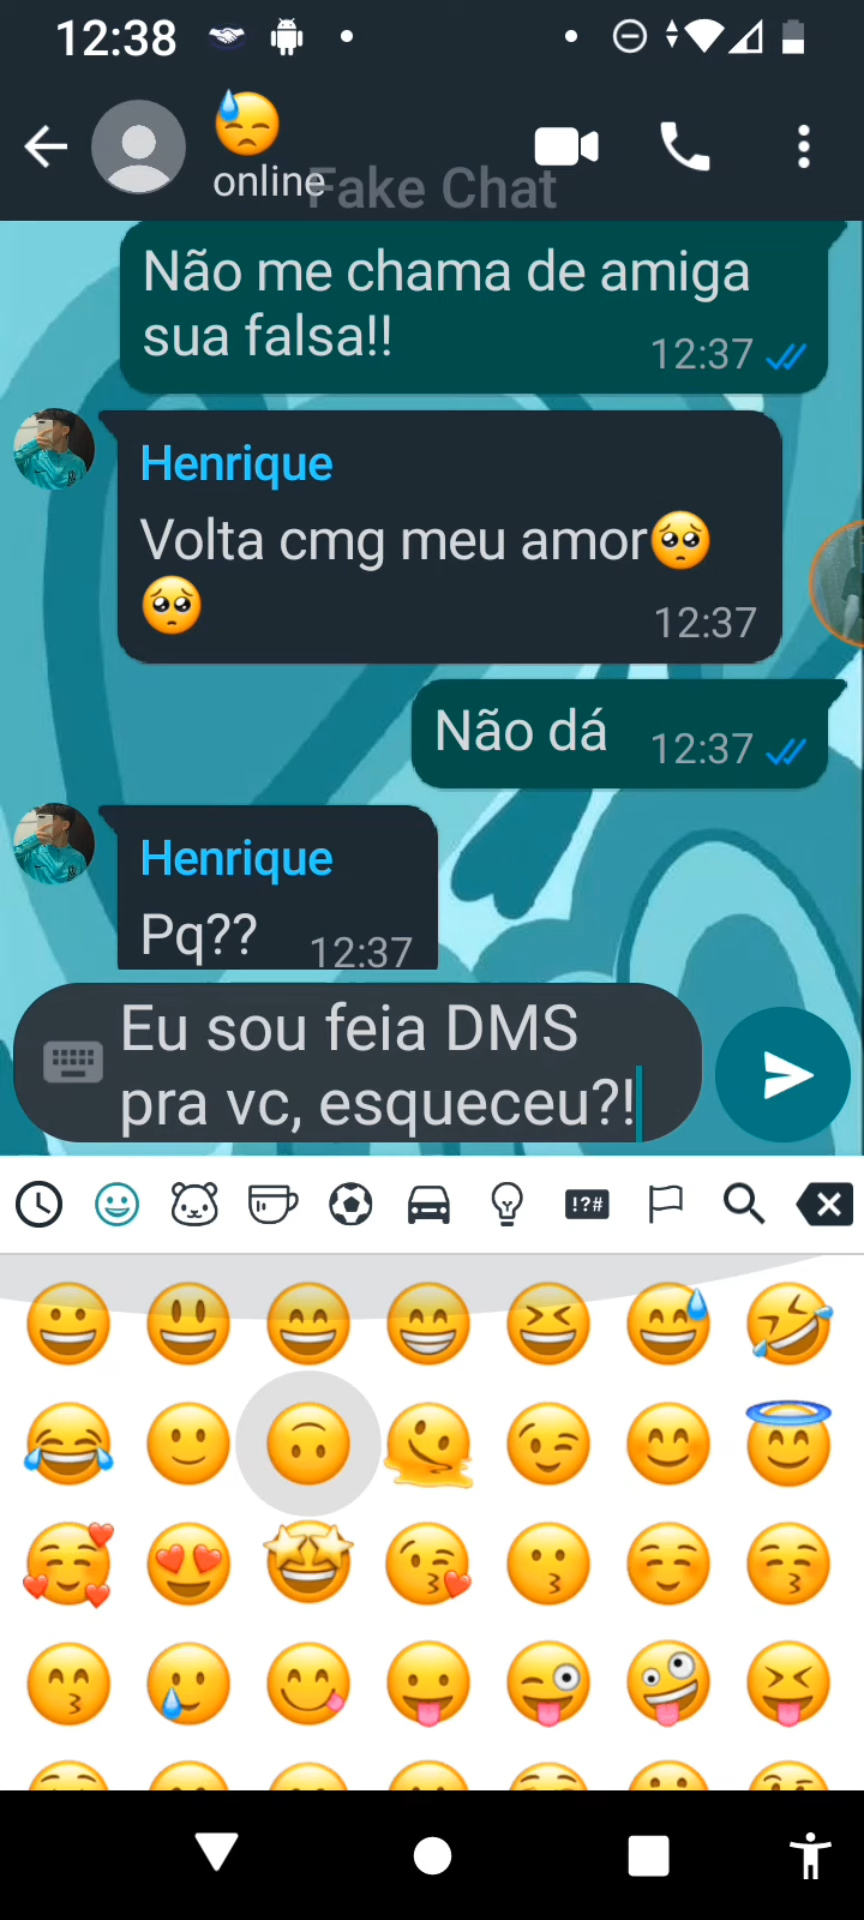 12:38
online
Fake Chat
Não me chama de amiga
sua falsa!!
12:37
Henrique
Volta cmg meu amor🥺
🥺
12:37
Não dá 12:37
Henrique
Pq?? 12:37
Eu sou feia DMS
pra vc, esqueceu?!
!?#